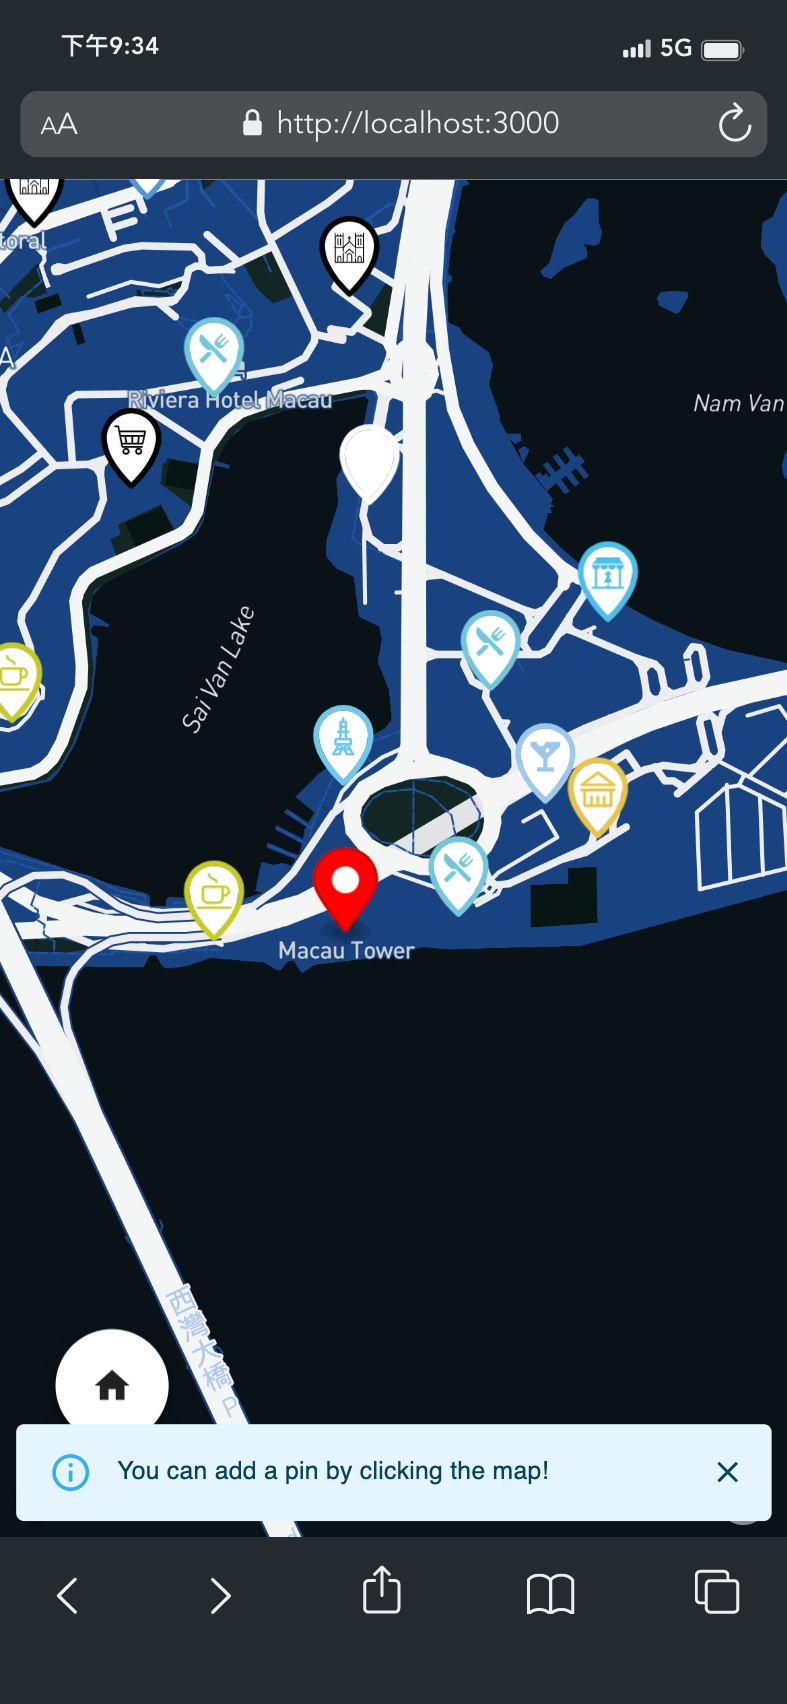 下午9:34
5G
AA
http://localhost:3000
toral
A
Riviera Hotel Macau
Nam Van
Sai Van Lake
Macau Tower
西灣大橋 P
You can add a pin by clicking the map!